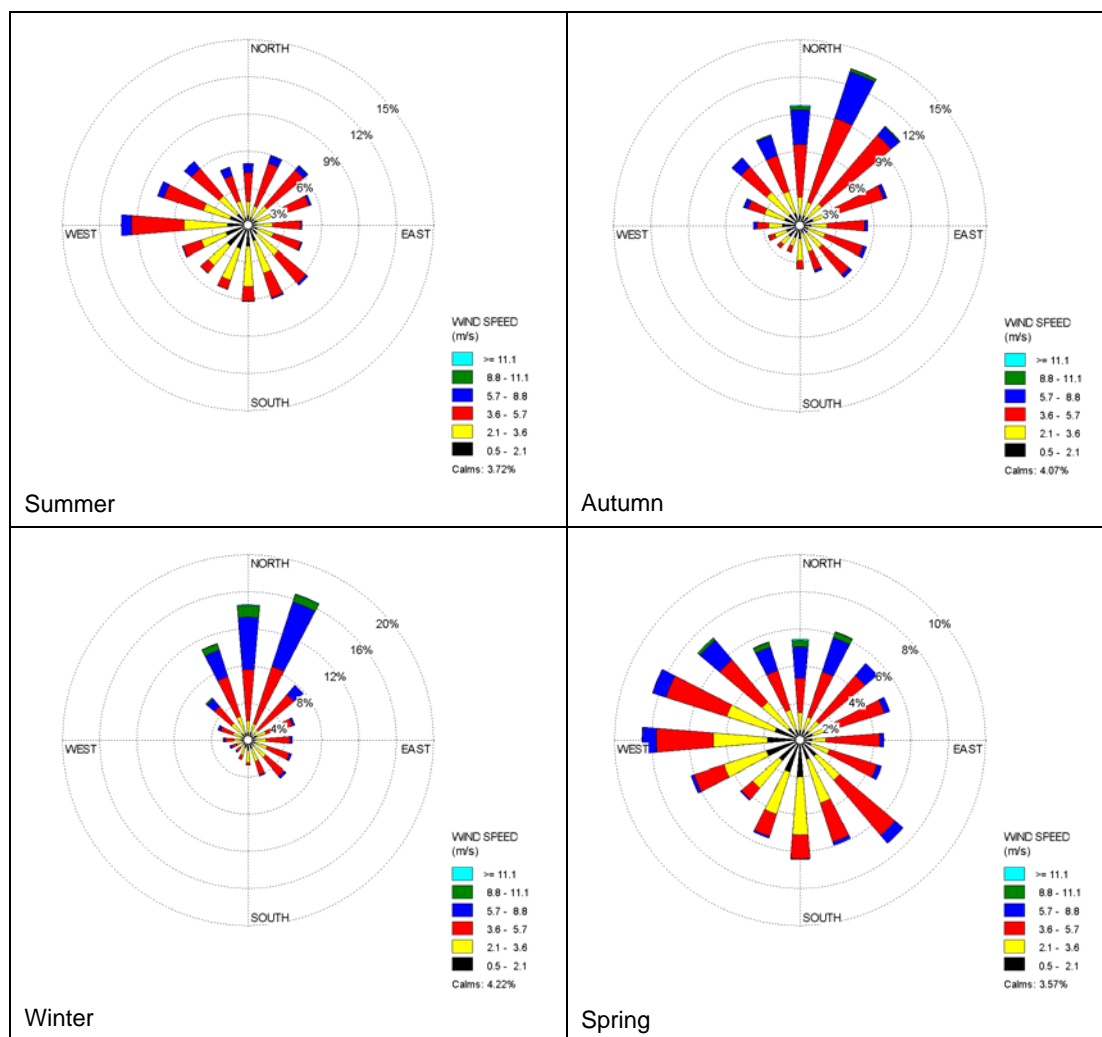 NORTH
15%
12%
9%
6%
3%
WEST
EAST
SOUTH
WIND SPEED
(m/s)
>= 11.1
8.8 - 11.1
5.7 - 8.8
3.6 - 5.7
2.1 - 3.6
0.5 - 2.1
Calms: 3.72%
Summer
NORTH
15%
12%
9%
6%
3%
WEST
EAST
SOUTH
WIND SPEED
(m/s)
>= 11.1
8.8 - 11.1
5.7 - 8.8
3.6 - 5.7
2.1 - 3.6
0.5 - 2.1
Calms: 4.07%
Autumn
NORTH
20%
16%
12%
8%
4%
WEST
EAST
SOUTH
WIND SPEED
(m/s)
>= 11.1
8.8 - 11.1
5.7 - 8.8
3.6 - 5.7
2.1 - 3.6
0.5 - 2.1
Calms: 4.22%
Winter
NORTH
10%
8%
6%
4%
2%
WEST
EAST
SOUTH
WIND SPEED
(m/s)
>= 11.1
8.8 - 11.1
5.7 - 8.8
3.6 - 5.7
2.1 - 3.6
0.5 - 2.1
Calms: 3.57%
Spring